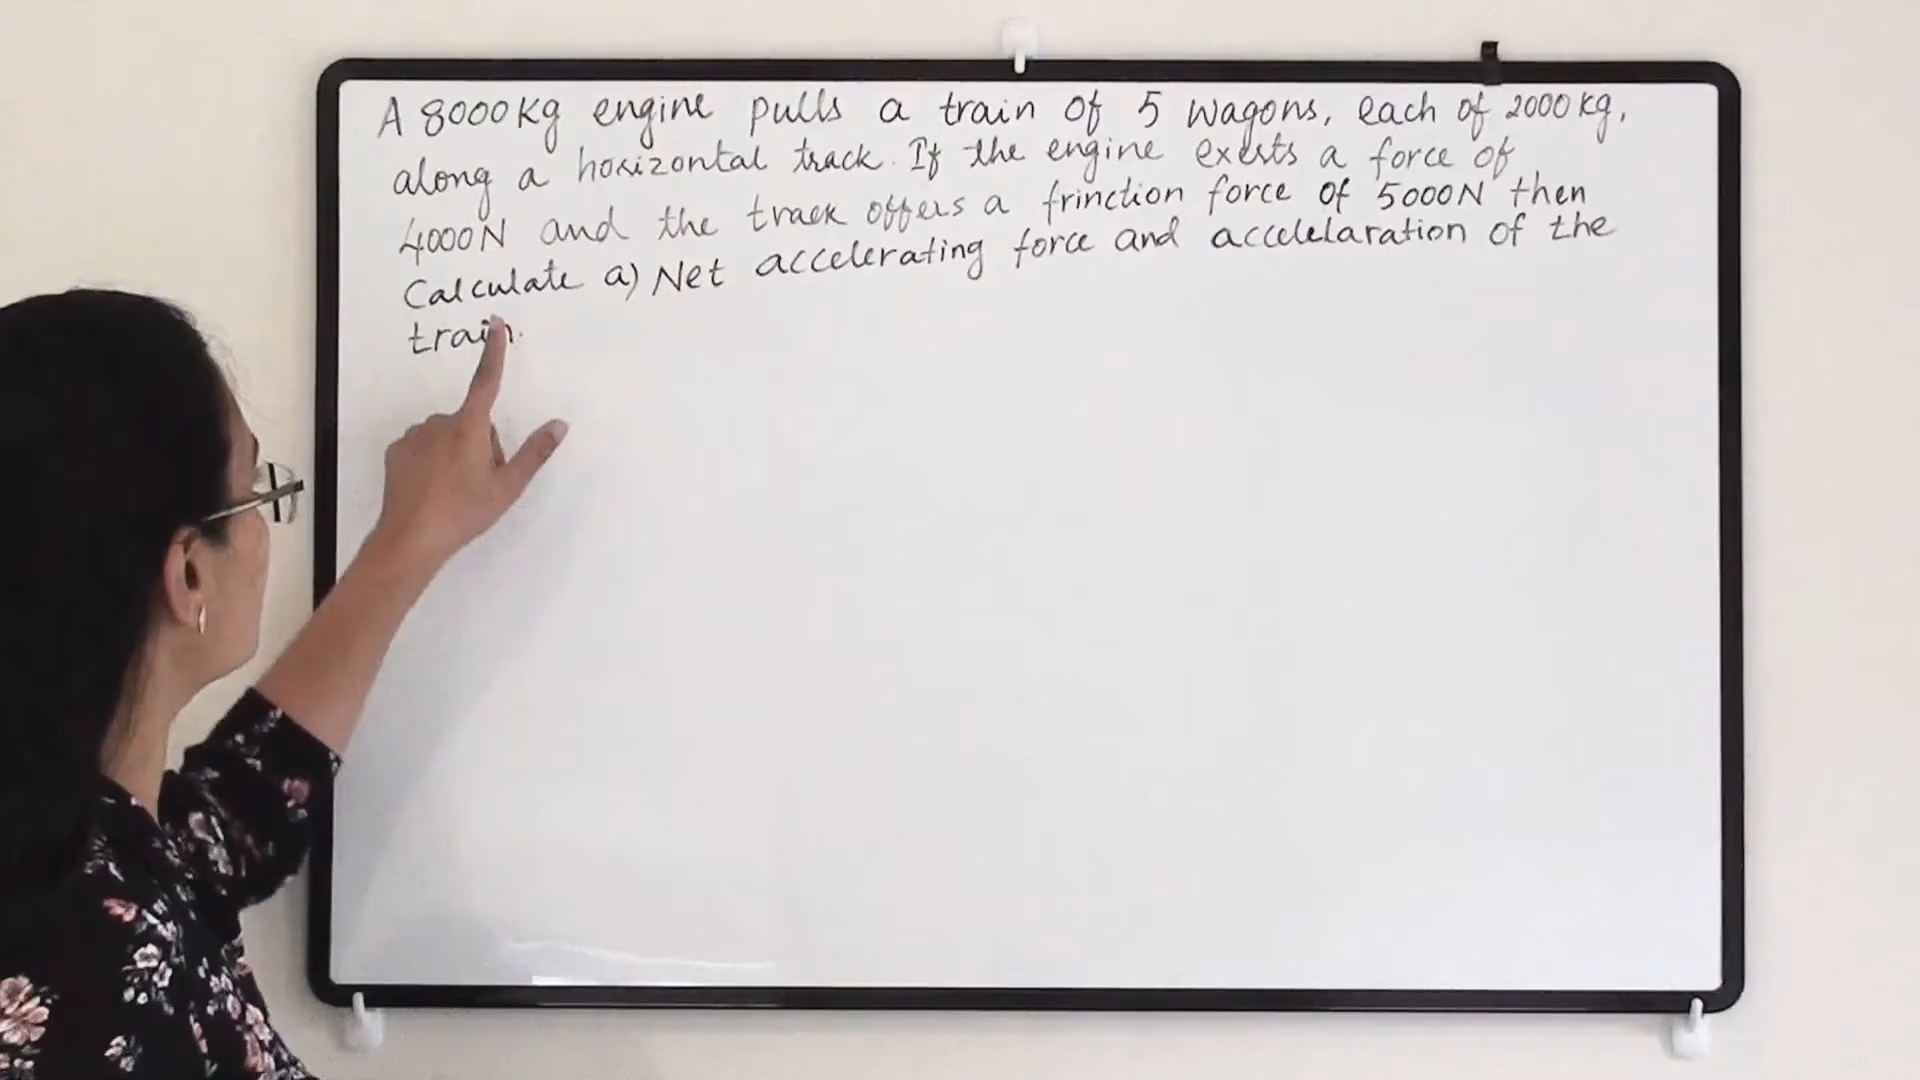 A 8000kg engine pulls a train of 5 wagons, each of 2000 kg,
along a horizontal track. If the engine exerts a force of
4000N and the track offers a frinction force of 5000N then
Calculate a) Net accelerating force and accelelaration of the
train.